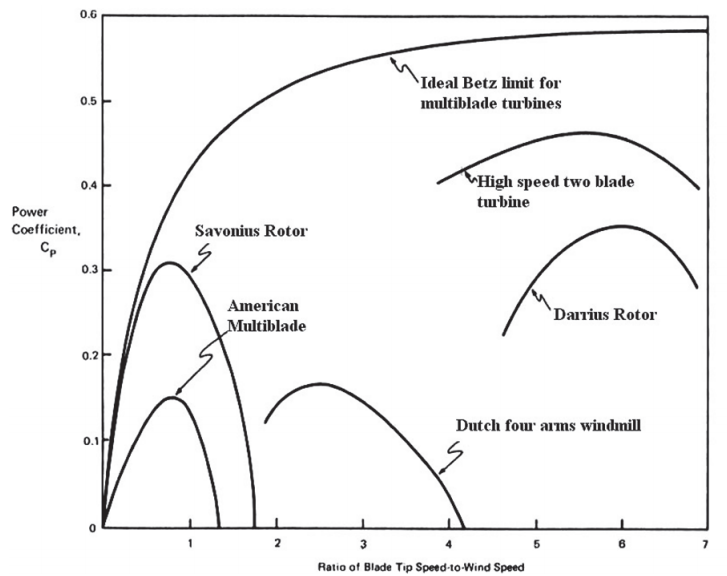 0.6
Ideal Betz limit for
multiblade turbines
0.5
High speed two blade
turbine
0.4
Power
Coefficient,
Cp
Savonius Rotor
0.3
American
Multiblade
Darrius Rotor
0.2
Dutch four arms windmill
0.1
0
1
2
3
4
5
6
7
Ratio of Blade Tip Speed-to-Wind Speed